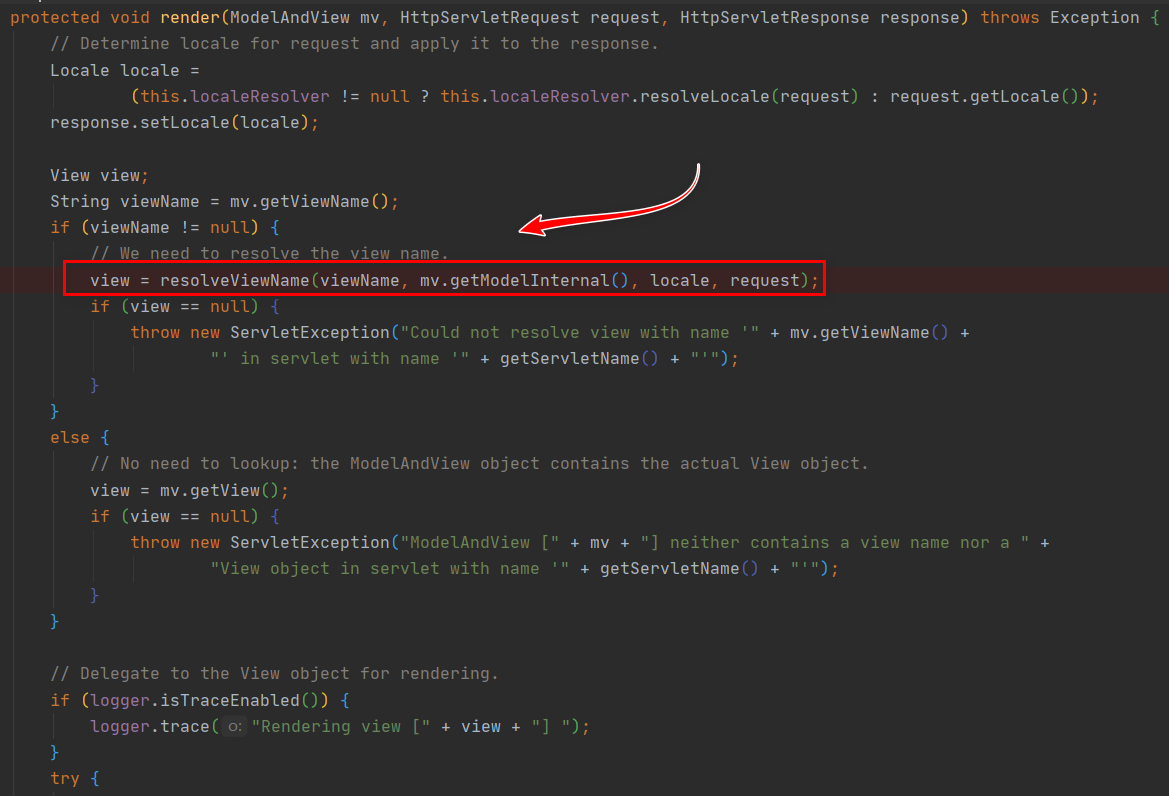 protected void render(ModelAndView mv, HttpServletRequest request, HttpServletResponse response) throws Exception {
    // Determine locale for request and apply it to the response.
    Locale locale =
            (this.localeResolver != null ? this.localeResolver.resolveLocale(request) : request.getLocale());
    response.setLocale(locale);

    View view;
    String viewName = mv.getViewName();
    if (viewName != null) {
        // We need to resolve the view name.
        view = resolveViewName(viewName, mv.getModelInternal(), locale, request);
        if (view == null) {
            throw new ServletException("Could not resolve view with name '" + mv.getViewName() +
                    "' in servlet with name '" + getServletName() + "'");
        }
    }
    else {
        // No need to lookup: the ModelAndView object contains the actual View object.
        view = mv.getView();
        if (view == null) {
            throw new ServletException("ModelAndView [" + mv + "] neither contains a view name nor a " +
                    "View object in servlet with name '" + getServletName() + "'");
        }
    }

    // Delegate to the View object for rendering.
    if (logger.isTraceEnabled()) {
        logger.trace( o: "Rendering view [" + view + "] ");
    }
    try {